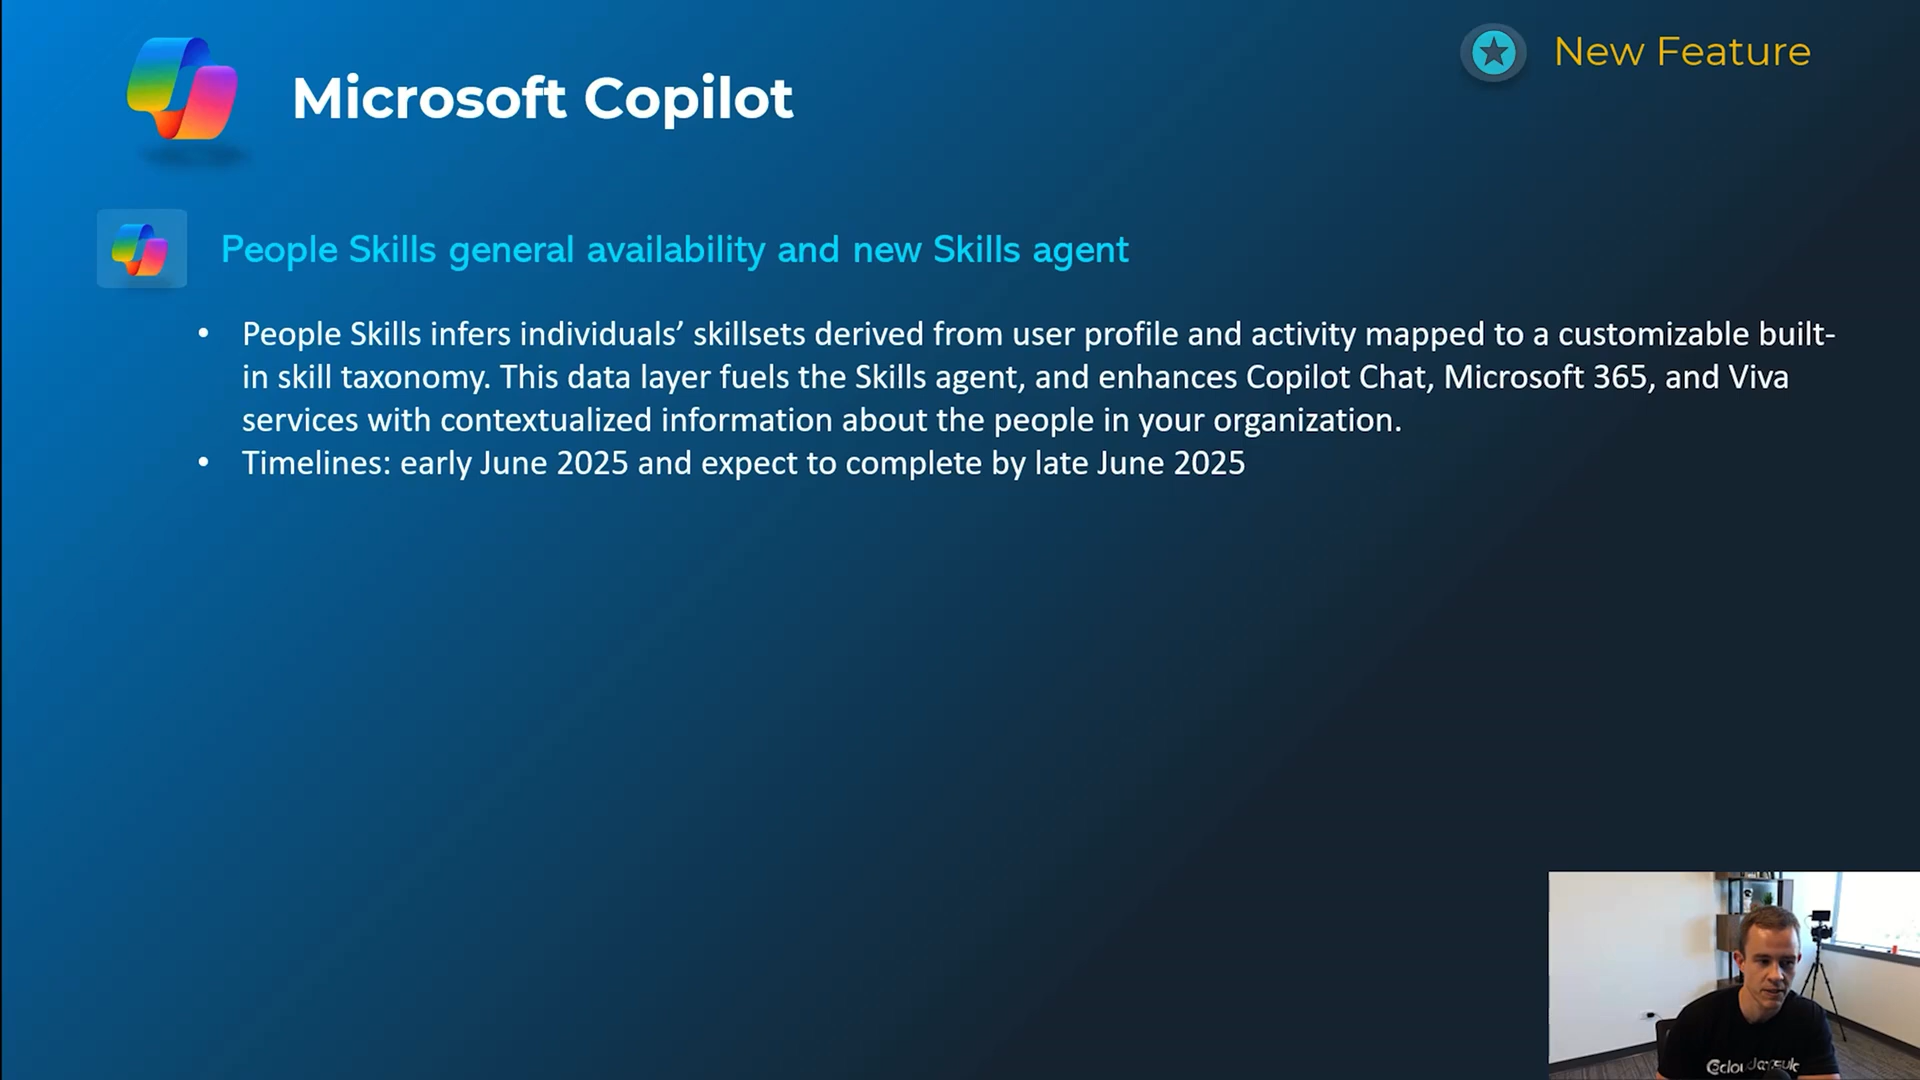 New Feature
Microsoft Copilot
People Skills general availability and new Skills agent
• People Skills infers individuals’ skillsets derived from user profile and activity mapped to a customizable built-
in skill taxonomy. This data layer fuels the Skills agent, and enhances Copilot Chat, Microsoft 365, and Viva
services with contextualized information about the people in your organization.
• Timelines: early June 2025 and expect to complete by late June 2025